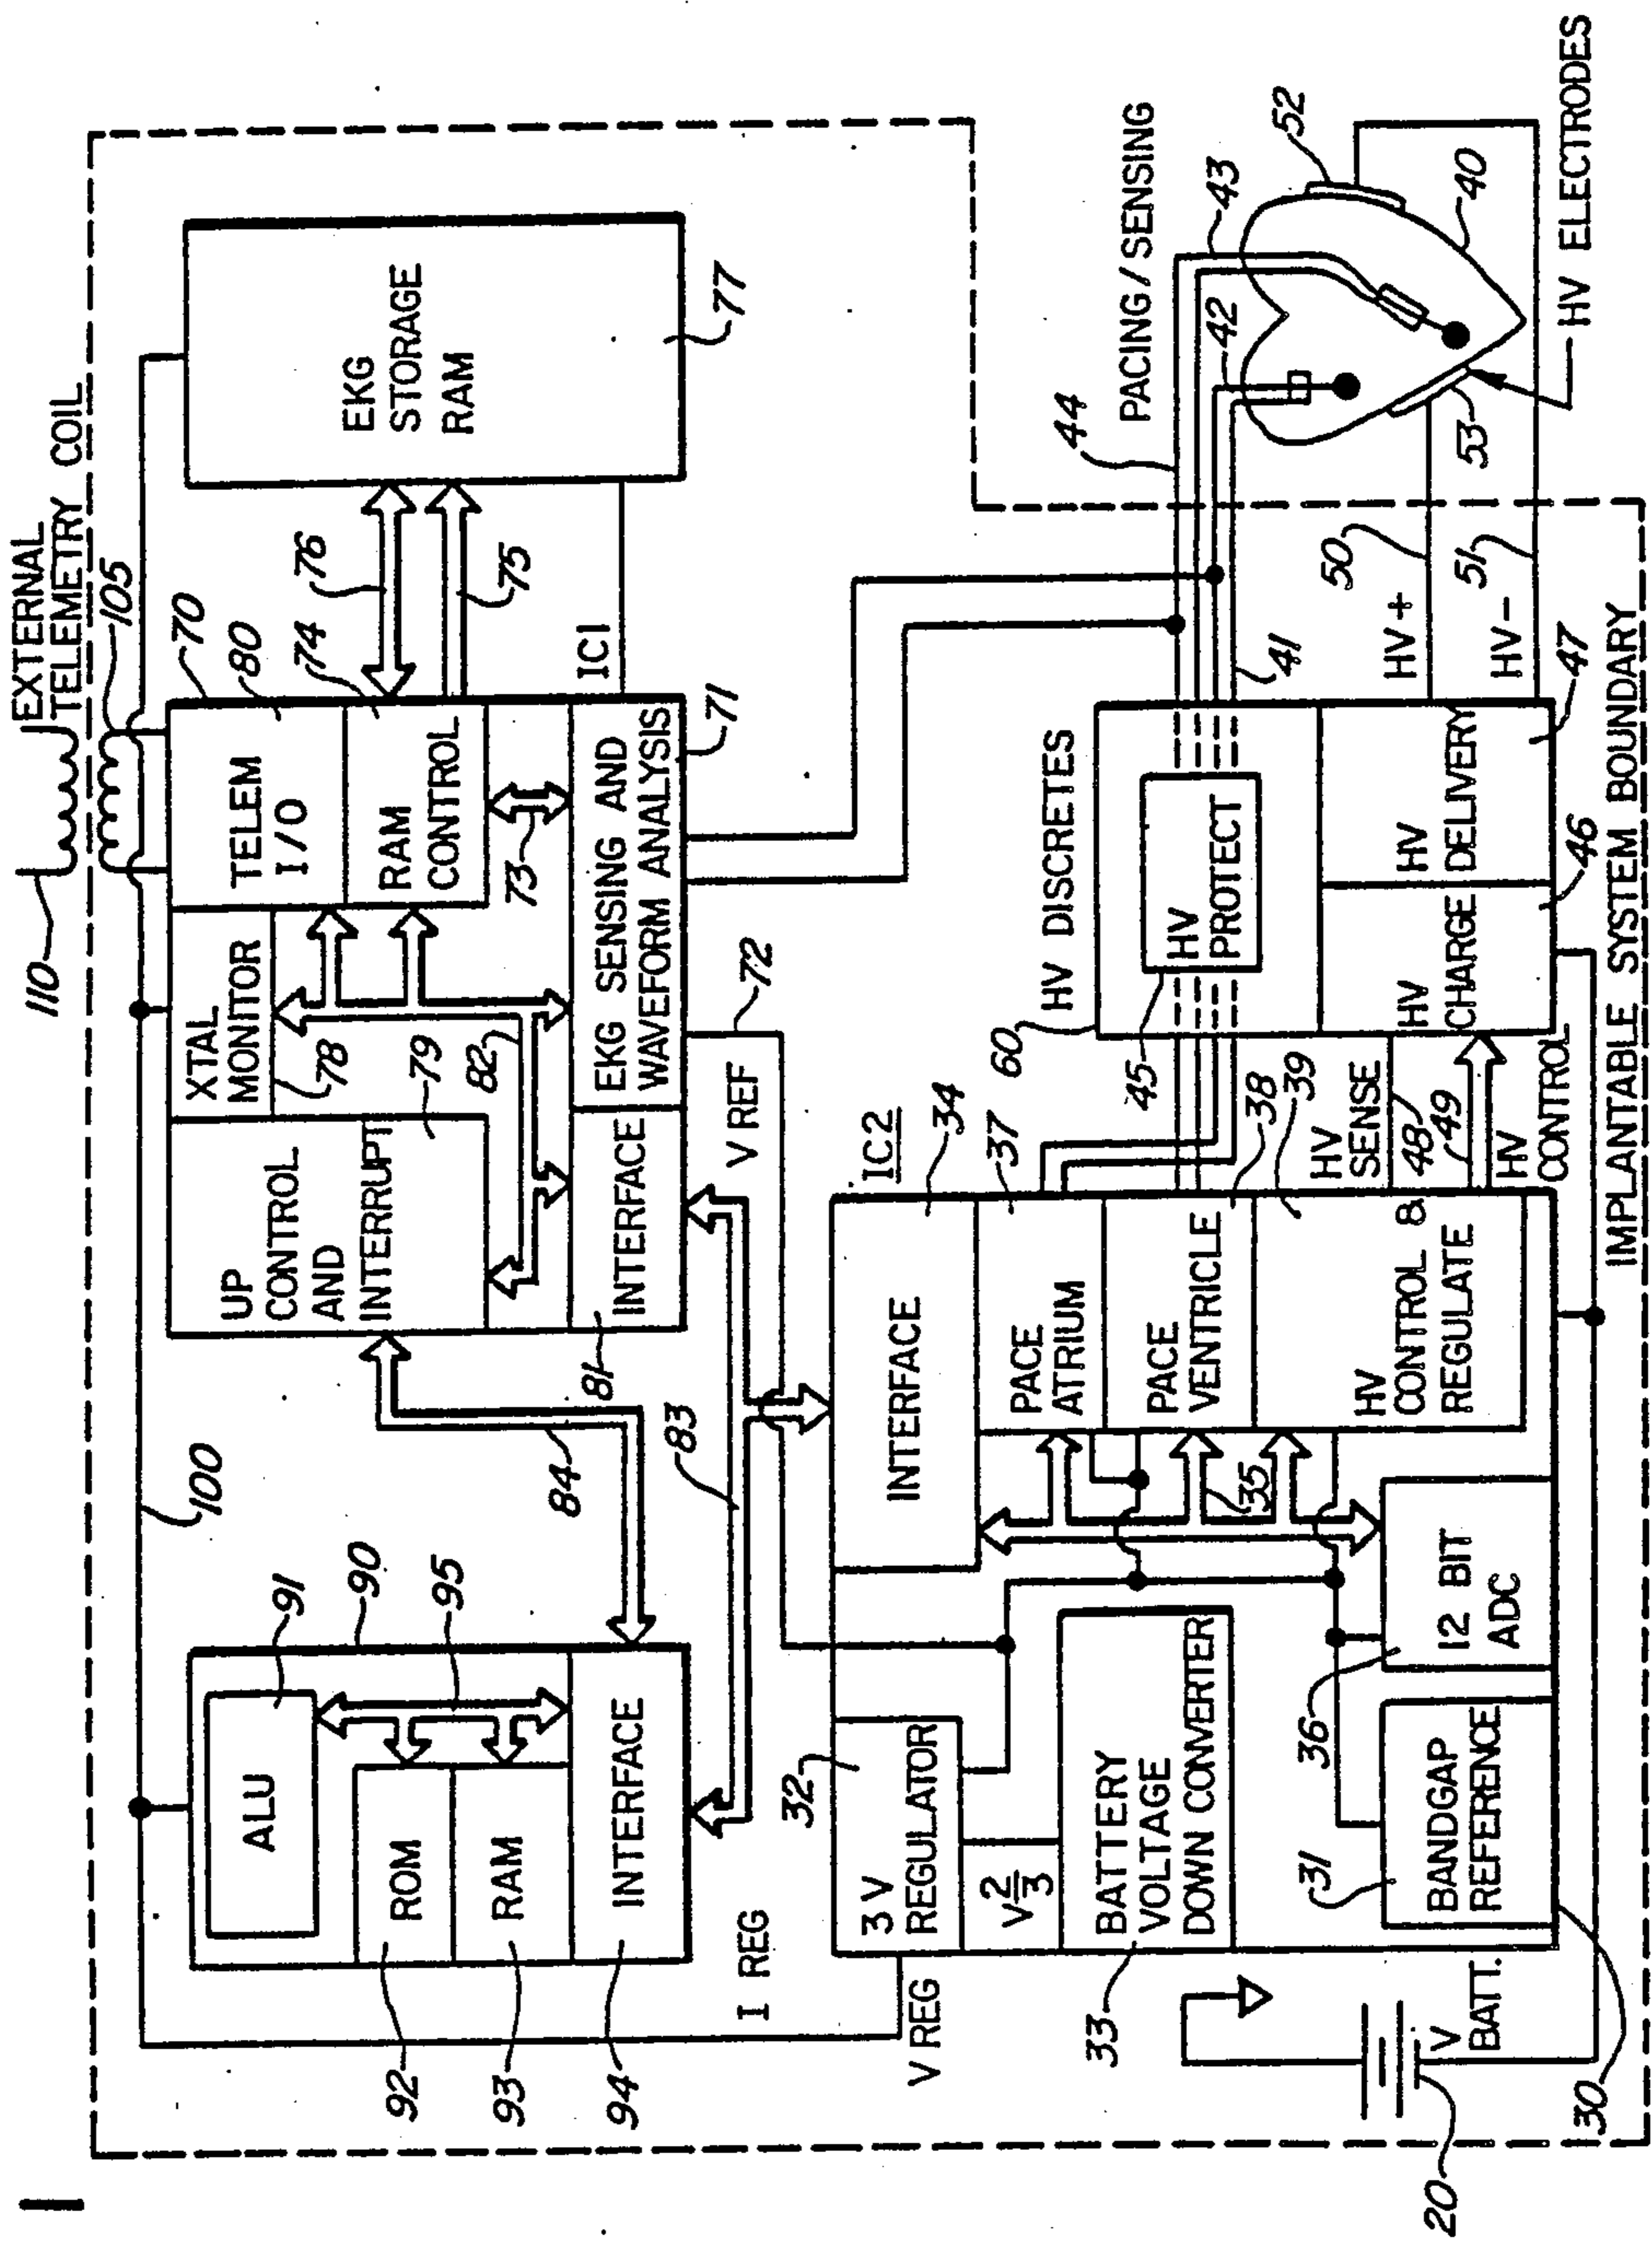 EXTERNAL
TELEMETRY COIL
110
105
70
80
74
100
XTAL
MONITOR
78
TELEM
I/O
RAM
CONTROL
76
75
73
EKG
STORAGE
RAM
77
UP
CONTROL
AND
INTERRUPT
79
82
INTERFACE
81
EKG SENSING AND
WAVEFORM ANALYSIS
71
IC1
72
V REF
91
90
95
ALU
ROM
RAM
INTERFACE
92
93
94
84
83
I REG
V REG
32
3 V
REGULATOR
V 2/3
BATTERY
VOLTAGE
DOWN CONVERTER
33
INTERFACE
IC2
34
37
PACE
ATRIUM
PACE
VENTRICLE
38
39
HV
CONTROL &
REGULATE
35
12 BIT
ADC
36
BANDGAP
REFERENCE
31
30
V
BATT.
20
60
HV DISCRETES
45
HV
PROTECT
41
HV
SENSE
48
49
HV
CONTROL
HV
CHARGE
HV
DELIVERY
46
47
HV+
50
HV-
51
44
PACING/SENSING
42
43
52
40
53
HV ELECTRODES
IMPLANTABLE SYSTEM BOUNDARY
1